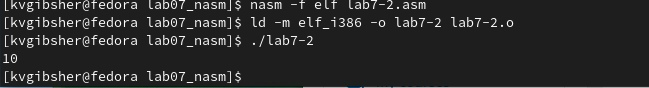 [kvgibsher@fedora lab07_nasm]$ nasm -f elf lab7-2.asm
[kvgibsher@fedora lab07_nasm]$ ld -m elf_i386 -o lab7-2 lab7-2.o
[kvgibsher@fedora lab07_nasm]$ ./lab7-2
10
[kvgibsher@fedora lab07_nasm]$